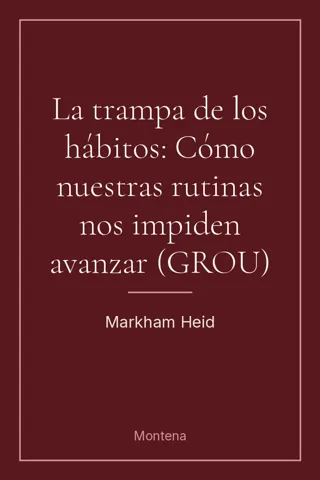 La trampa de los
hábitos: Cómo
nuestras rutinas
nos impiden
avanzar (GROU)
Markham Heid
Montena